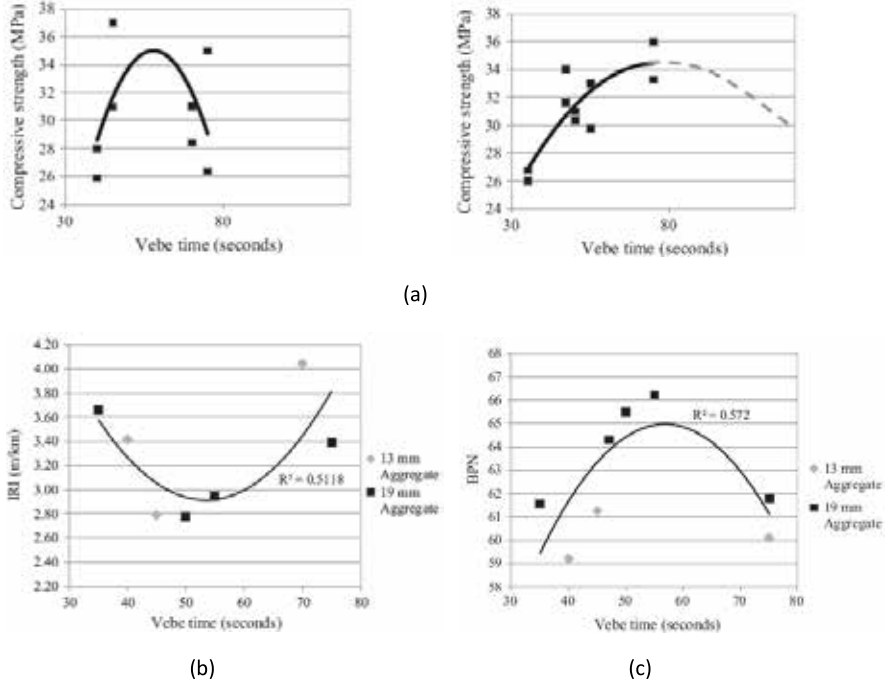 Compressive strength (MPa)
38
36
34
32
30
28
26
24
30
80
Vebe time (seconds)
Compressive strength (MPa)
38
36
34
32
30
28
26
24
30
80
Vebe time (seconds)
(a)
IRI (m/km)
4.20
4.00
3.80
3.60
3.40
3.20
3.00
2.80
2.60
2.40
2.20
30 40 50 60 70 80
Vebe time (seconds)
R² = 0.5118
13 mm
Aggregate
19 mm
Aggregate
(b)
BPN
68
67
66
65
64
63
62
61
60
59
58
30 40 50 60 70 80
Vebe time (seconds)
R² = 0.572
13 mm
Aggregate
19 mm
Aggregate
(c)